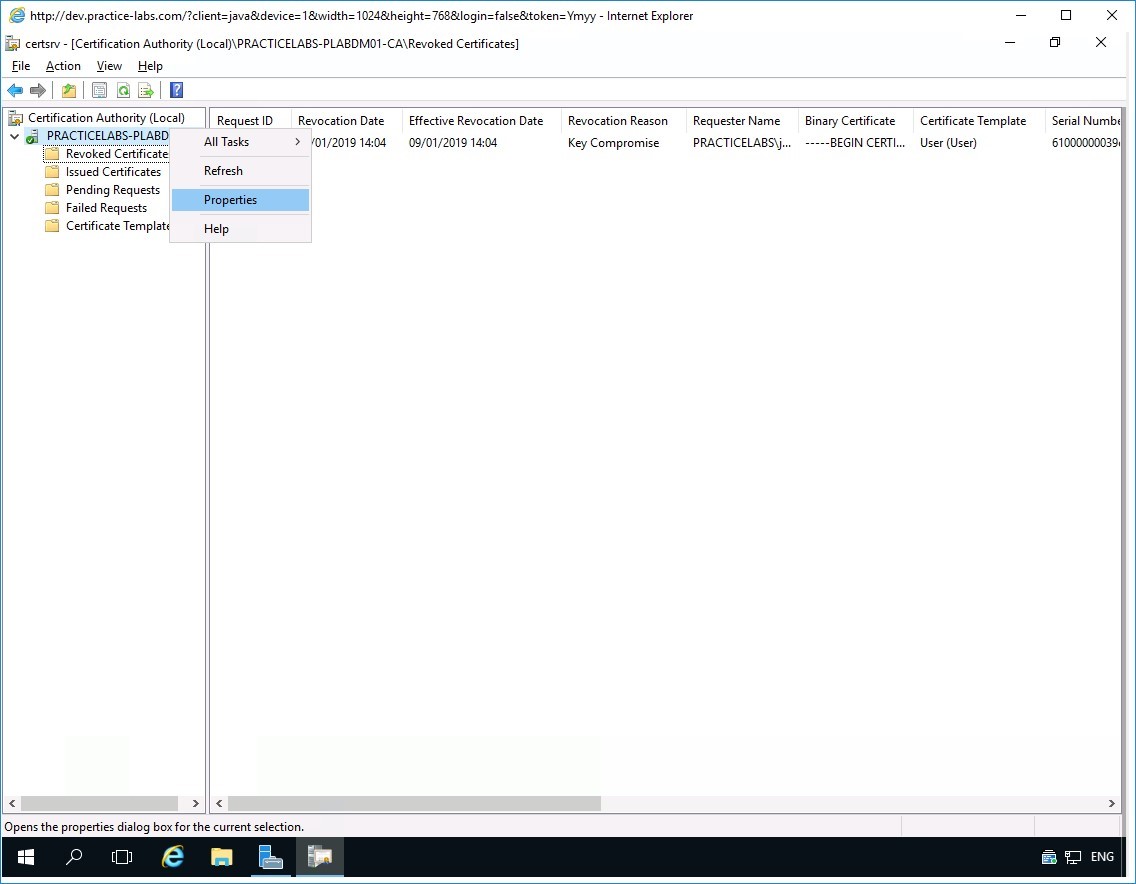 http://dev.practice-labs.com/?client=java&device=1&width=1024&height=768&login=false&token=Ymyy - Internet Explorer
certsrv - [Certification Authority (Local)\PRACTICELABS-PLABDM01-CA\Revoked Certificates]
File Action View Help
Certification Authority (Local)
PRACTICELABS-PLABD
Revoked Certificate
Issued Certificates
Pending Requests
Failed Requests
Certificate Template
All Tasks
Refresh
Properties
Help
Request ID Revocation Date Effective Revocation Date Revocation Reason Requester Name Binary Certificate Certificate Template Serial Numbe
/01/2019 14:04 09/01/2019 14:04 Key Compromise PRACTICELABS\j... -----BEGIN CERTI... User (User) 6100000003
Opens the properties dialog box for the current selection.
ENG